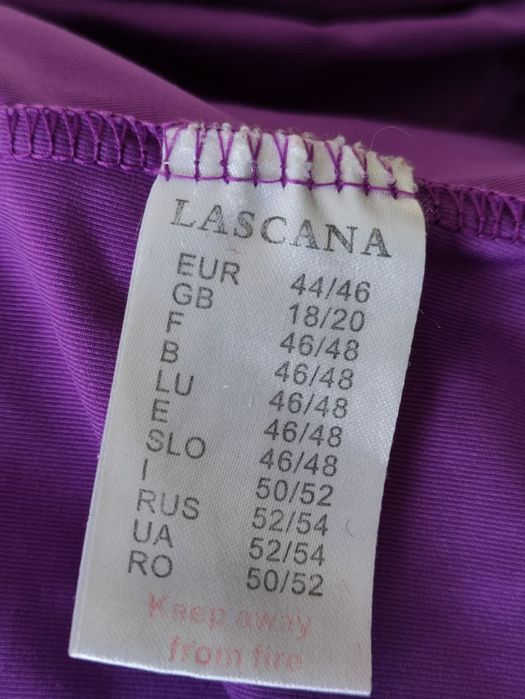 LASCANA
EUR 44/46
GB 18/20
F 46/48
B 46/48
LU 46/48
E 46/48
SLO 46/48
I 50/52
RUS 52/54
UA 52/54
RO 50/52
Keep away
from fire